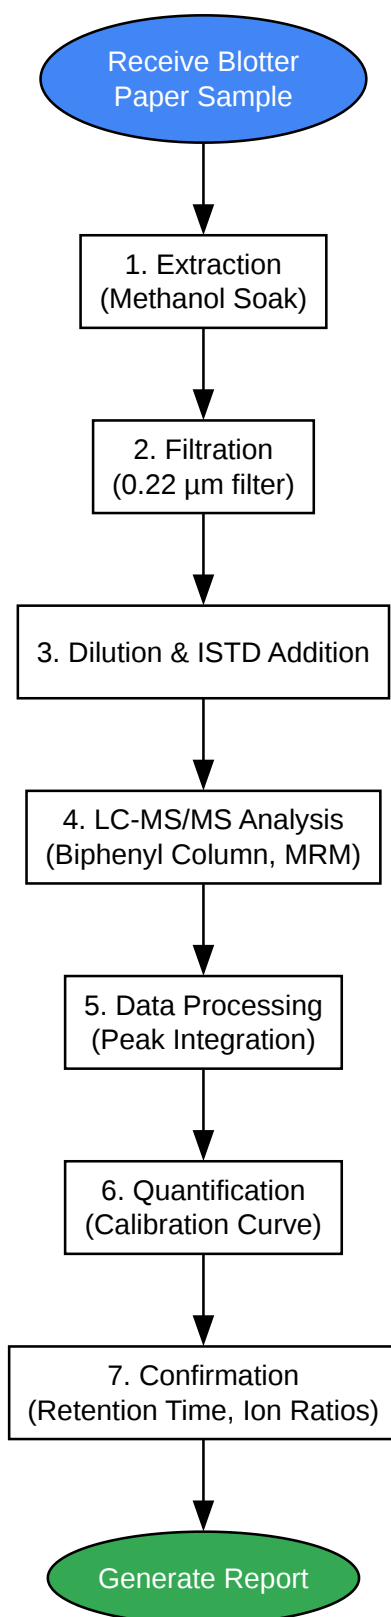 Receive Blotter
Paper Sample
1. Extraction
(Methanol Soak)
2. Filtration
(0.22 µm filter)
3. Dilution & ISTD Addition
4. LC-MS/MS Analysis
(Biphenyl Column, MRM)
5. Data Processing
(Peak Integration)
6. Quantification
(Calibration Curve)
7. Confirmation
(Retention Time, Ion Ratios)
Generate Report